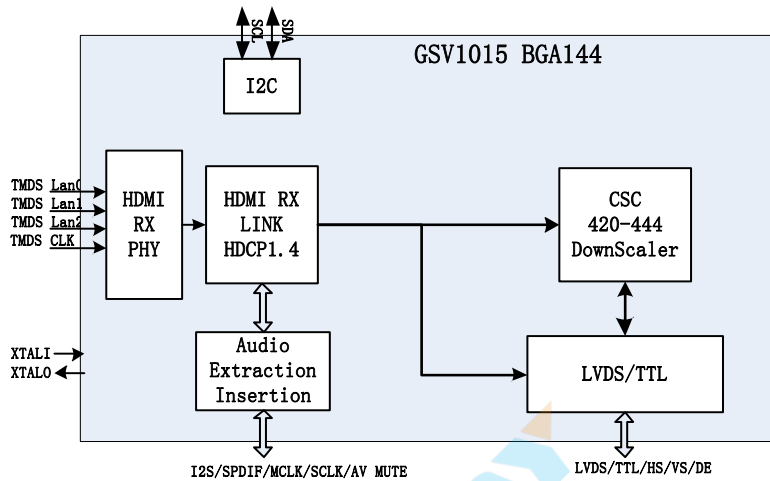 SCL
SDA
GSV1015 BGA144
I2C
TMDS Lan0
TMDS Lan1
TMDS Lan2
TMDS CLK
HDMI
RX
PHY
HDMI RX
LINK
HDCP1.4
CSC
420-444
DownScaler
XTALI
XTALO
Audio
Extraction
Insertion
LVDS/TTL
I2S/SPDIF/MCLK/SCLK/AV MUTE
LVDS/TTL/HS/VS/DE